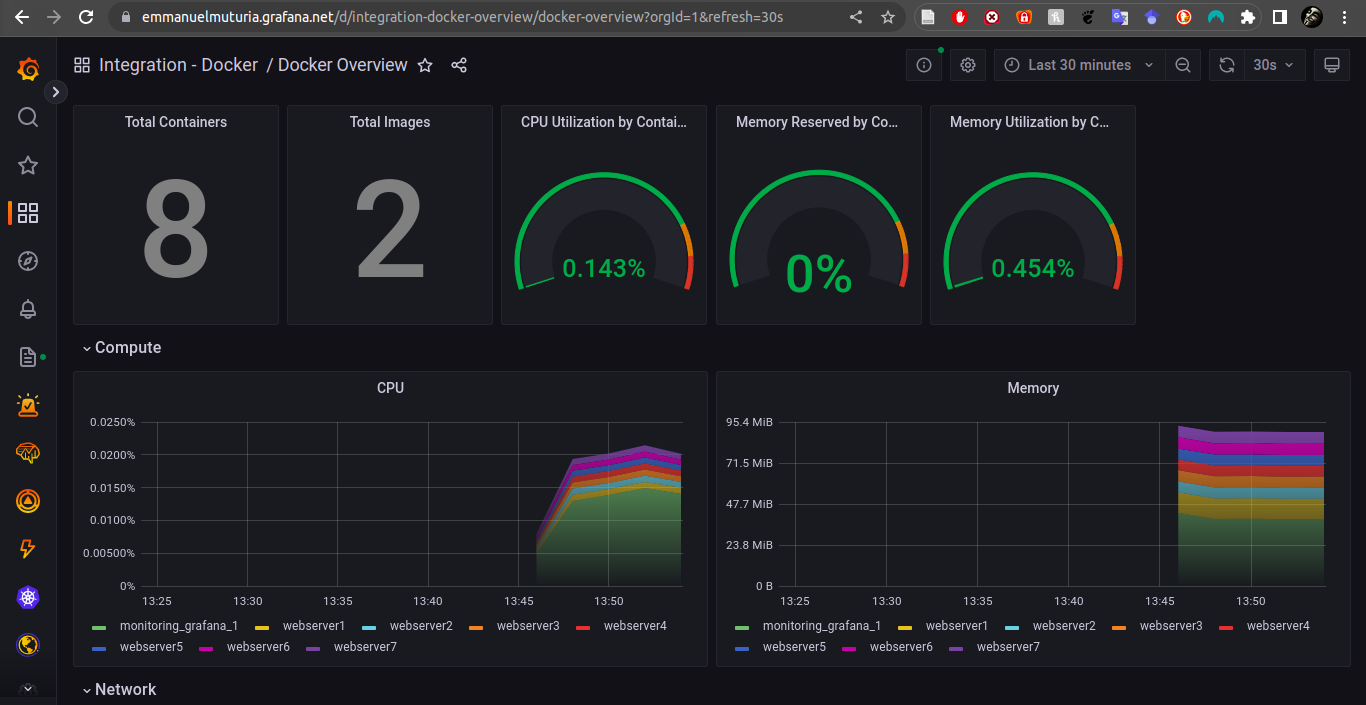 emmanuelmuturia.grafana.net/d/integration-docker-overview/docker-overview?orgId=1&refresh=30s
Integration - Docker / Docker Overview
Last 30 minutes
30s
Total Containers
Total Images
CPU Utilization by Contai...
Memory Reserved by Co...
Memory Utilization by C...
8
2
0.143%
0%
0.454%
Compute
CPU
0.0250%
0.0200%
0.0150%
0.0100%
0.00500%
0%
13:25 13:30 13:35 13:40 13:45 13:50
monitoring_grafana_1 webserver1 webserver2 webserver3 webserver4
webserver5 webserver6 webserver7
Memory
95.4 MiB
71.5 MiB
47.7 MiB
23.8 MiB
0 B
13:25 13:30 13:35 13:40 13:45 13:50
monitoring_grafana_1 webserver1 webserver2 webserver3 webserver4
webserver5 webserver6 webserver7
Network